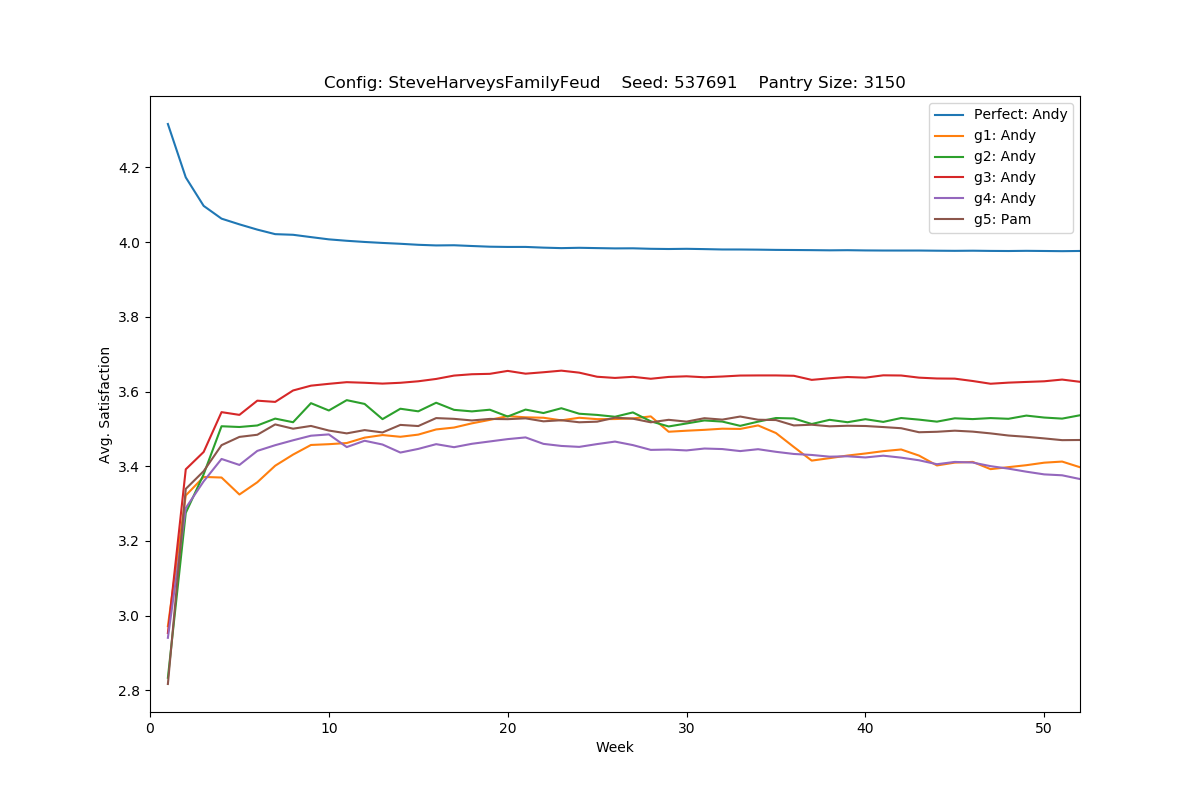 Config: SteveHarveysFamilyFeud    Seed: 537691    Pantry Size: 3150
Perfect: Andy
g1: Andy
g2: Andy
g3: Andy
g4: Andy
g5: Pam
Avg. Satisfaction
4.2
4.0
3.8
3.6
3.4
3.2
3.0
2.8
0 10 20 30 40 50
Week